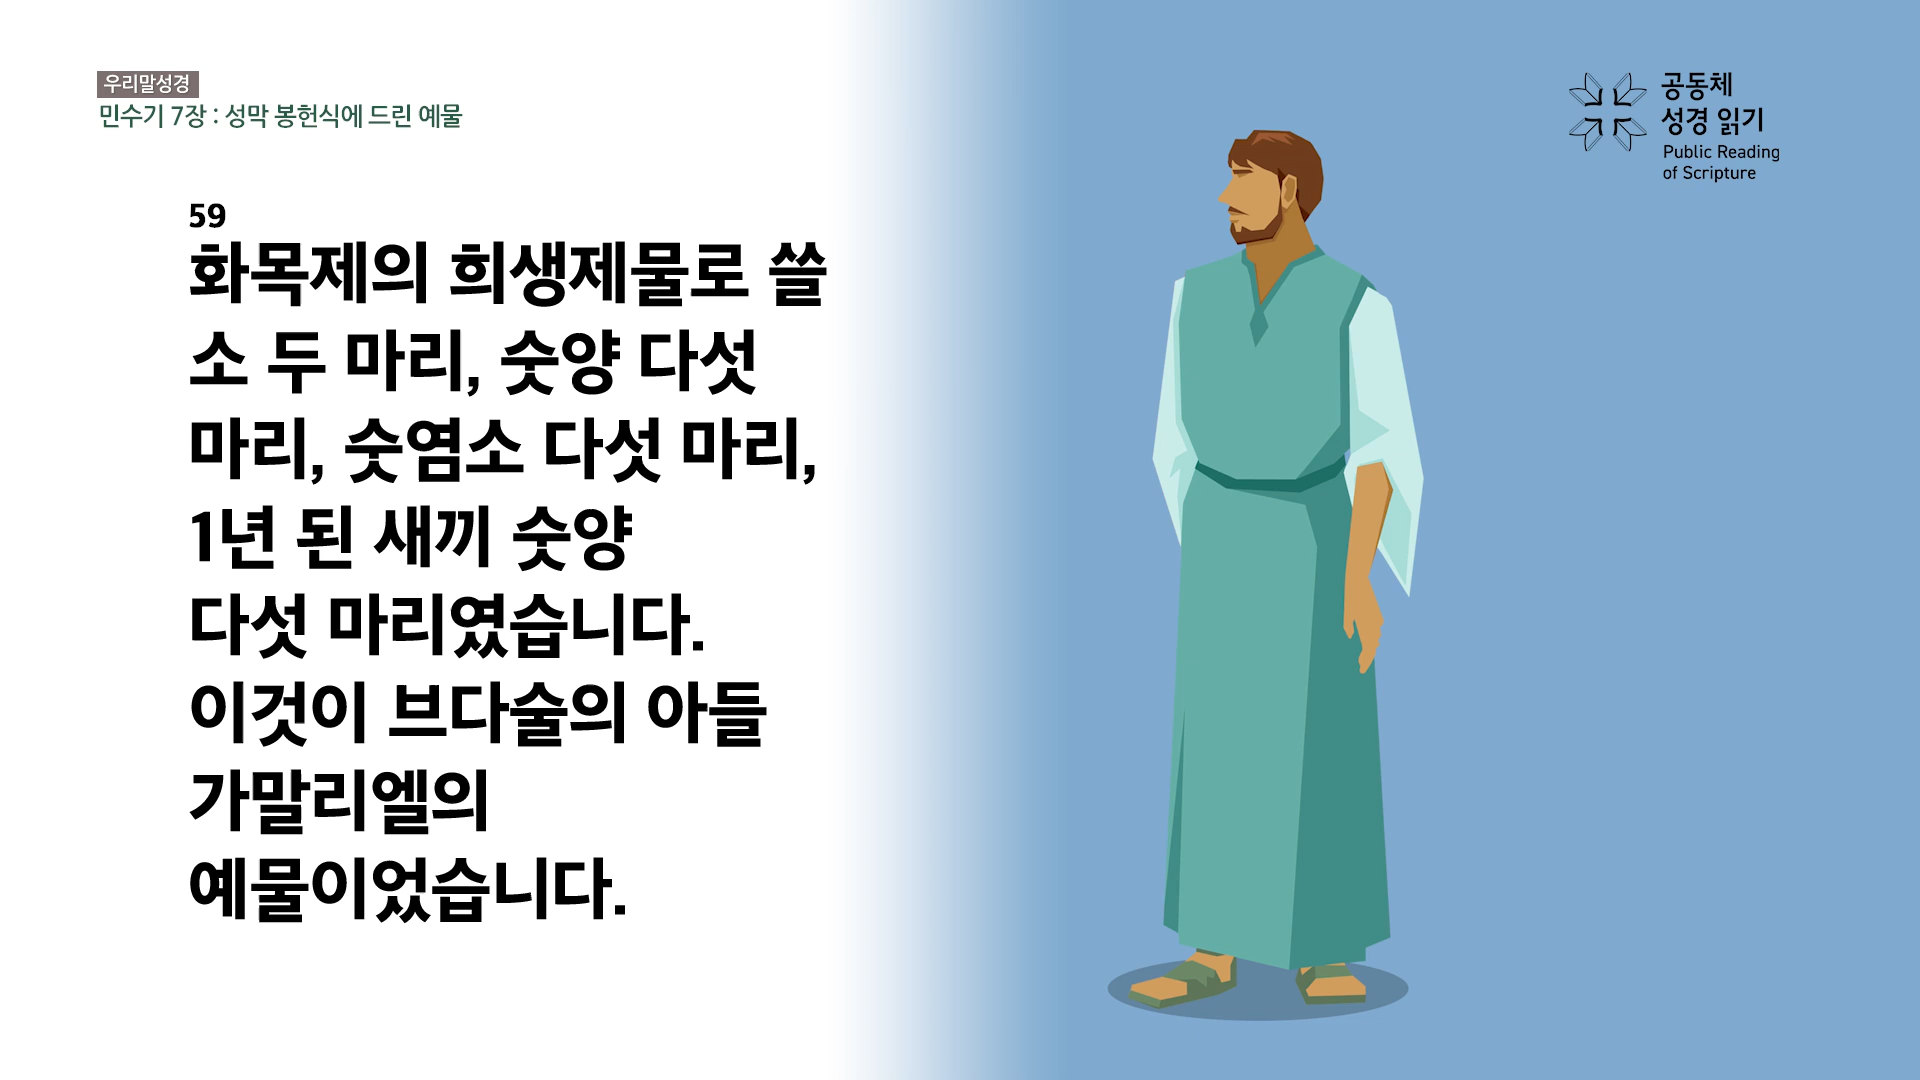 우리말성경
민수기 7장 : 성막 봉헌식에 드린 예물
공동체
성경 읽기
Public Reading
of Scripture
59
화목제의 희생제물로 쓸
소 두 마리, 숫양 다섯
마리, 숫염소 다섯 마리,
1년 된 새끼 숫양
다섯 마리였습니다.
이것이 브다술의 아들
가말리엘의
예물이었습니다.